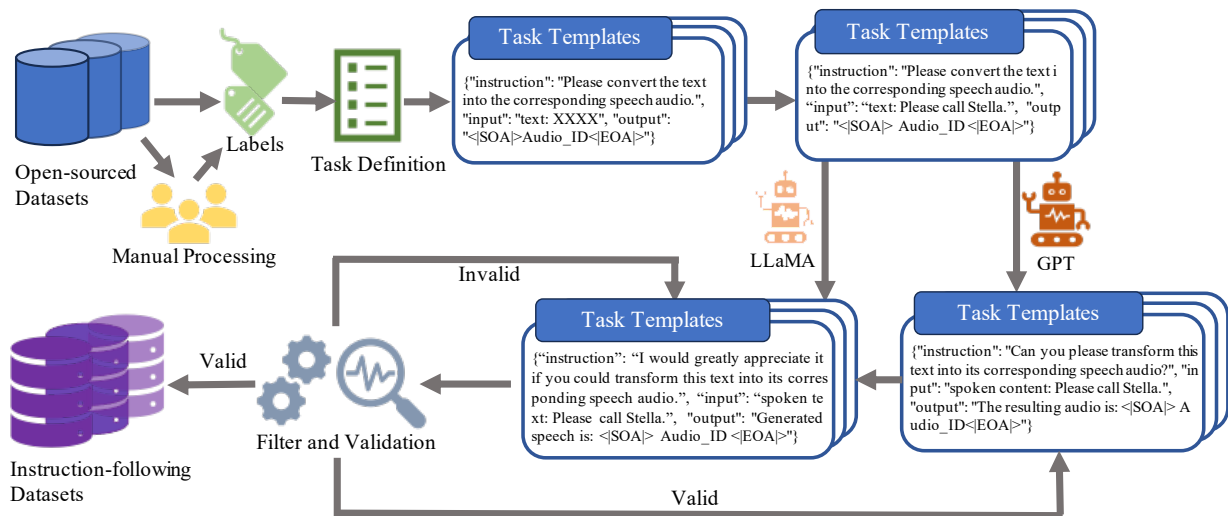 Task Templates
{"instruction": "Please convert the text
into the corresponding speech audio.",
"input": "text: XXXX", "output":
"<|SOA|>Audio_ID<|EOA|>"}
Task Templates
{"instruction": "Please convert the text i
nto the corresponding speech audio.",
“input”: “text: Please call Stella.”, "outp
ut": "<|SOA|> Audio_ID <|EOA|>"}
Labels
Task Definition
Open-sourced
Datasets
Manual Processing
LLaMA
GPT
Invalid
Task Templates
{“instruction”: “I would greatly appreciate it
if you could transform this text into its corres
ponding speech audio.”, “input”: “spoken te
xt: Please call Stella.”, "output": "Generated
speech is: <|SOA|> Audio_ID <|EOA|>"}
Task Templates
{"instruction": "Can you please transform this
text into its corresponding speech audio?", "in
put": "spoken content: Please call Stella.",
"output": "The resulting audio is: <|SOA|> A
udio_ID<|EOA|>"}
Valid
Filter and Validation
Instruction-following
Datasets
Valid